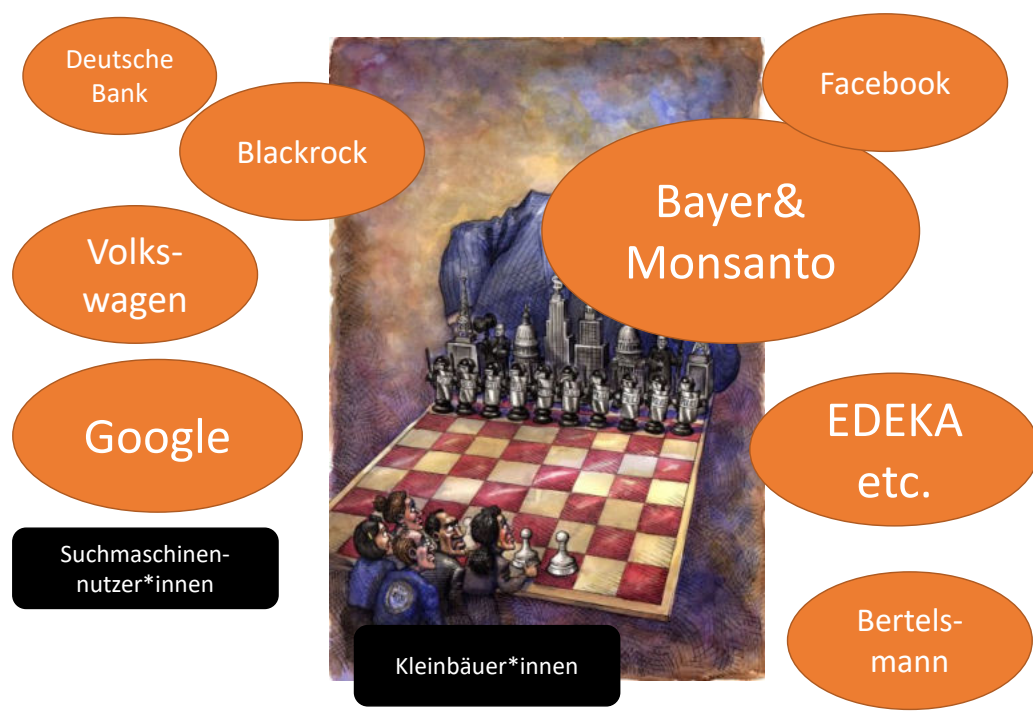 Deutsche
Bank
Blackrock
Facebook
Bayer&
Monsanto
Volks-
wagen
Google
EDEKA
etc.
Suchmaschinen-
nutzer*innen
Kleinbäuer*innen
Bertels-
mann